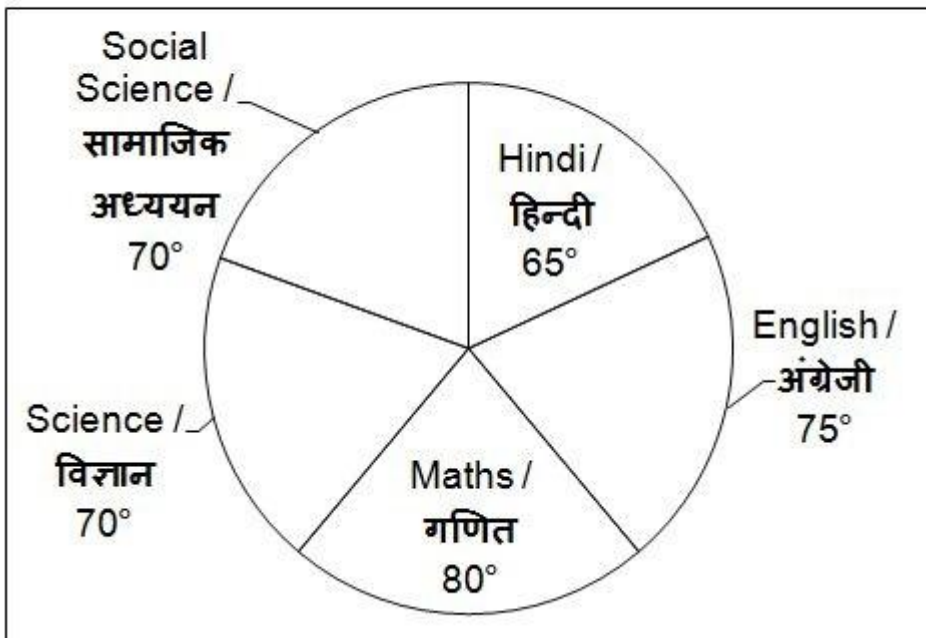 Social
Science /
सामाजिक
अध्ययन
70°
Hindi /
हिन्दी
65°
English /
अंग्रेजी
75°
Science /
विज्ञान
70°
Maths /
गणित
80°